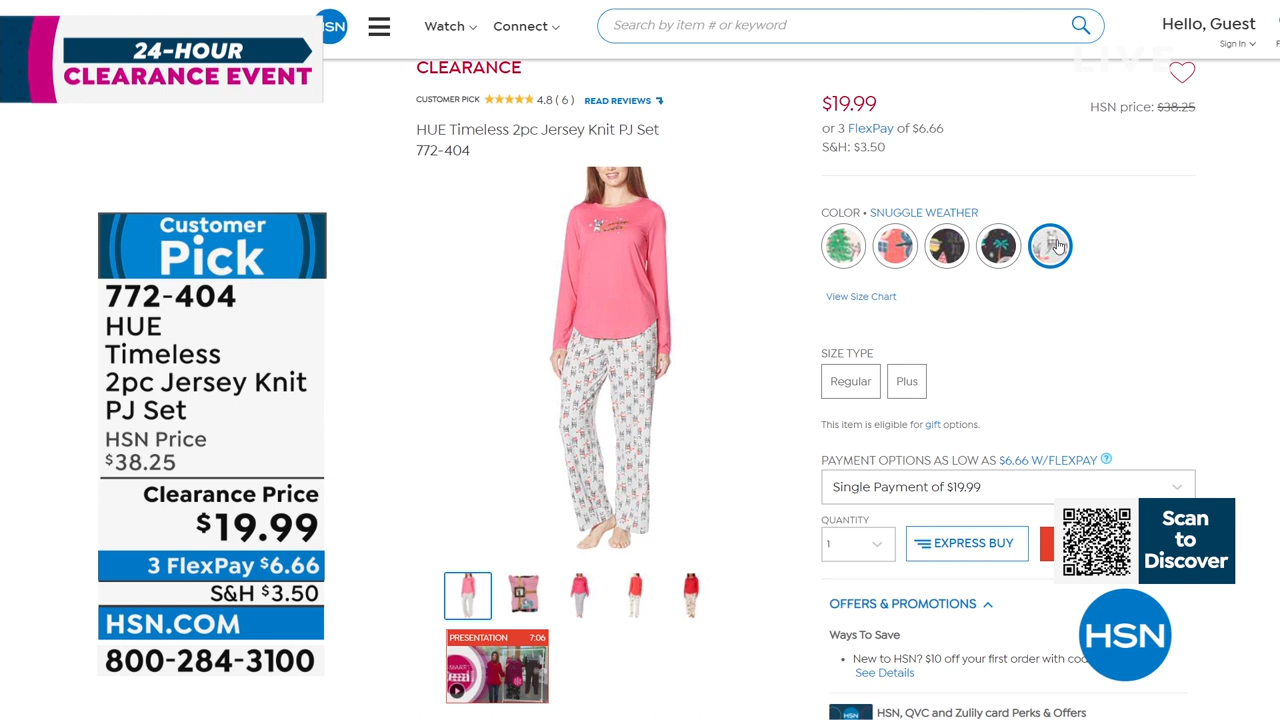 24-HOUR
CLEARANCE EVENT
HSN
Watch
Connect
Search by item # or keyword
Hello, Guest
Sign In
LIVE
CLEARANCE
CUSTOMER PICK 4.8 ( 6 ) READ REVIEWS
HUE Timeless 2pc Jersey Knit PJ Set
772-404
$19.99
HSN price: $38.25
or 3 FlexPay of $6.66
S&H: $3.50
COLOR • SNUGGLE WEATHER
View Size Chart
SIZE TYPE
Regular
Plus
This item is eligible for gift options.
PAYMENT OPTIONS AS LOW AS $6.66 W/FLEXPAY ?
Single Payment of $19.99
QUANTITY
1
EXPRESS BUY
OFFERS & PROMOTIONS
Ways To Save
• New to HSN? $10 off your first order with
See Details
HSN, QVC and Zulily card Perks & Offers
Customer
Pick
772-404
HUE
Timeless
2pc Jersey Knit
PJ Set
HSN Price
$38.25
Clearance Price
$19.99
3 FlexPay $6.66
S&H $3.50
HSN.COM
800-284-3100
PRESENTATION 7:06
Scan
to
Discover
HSN